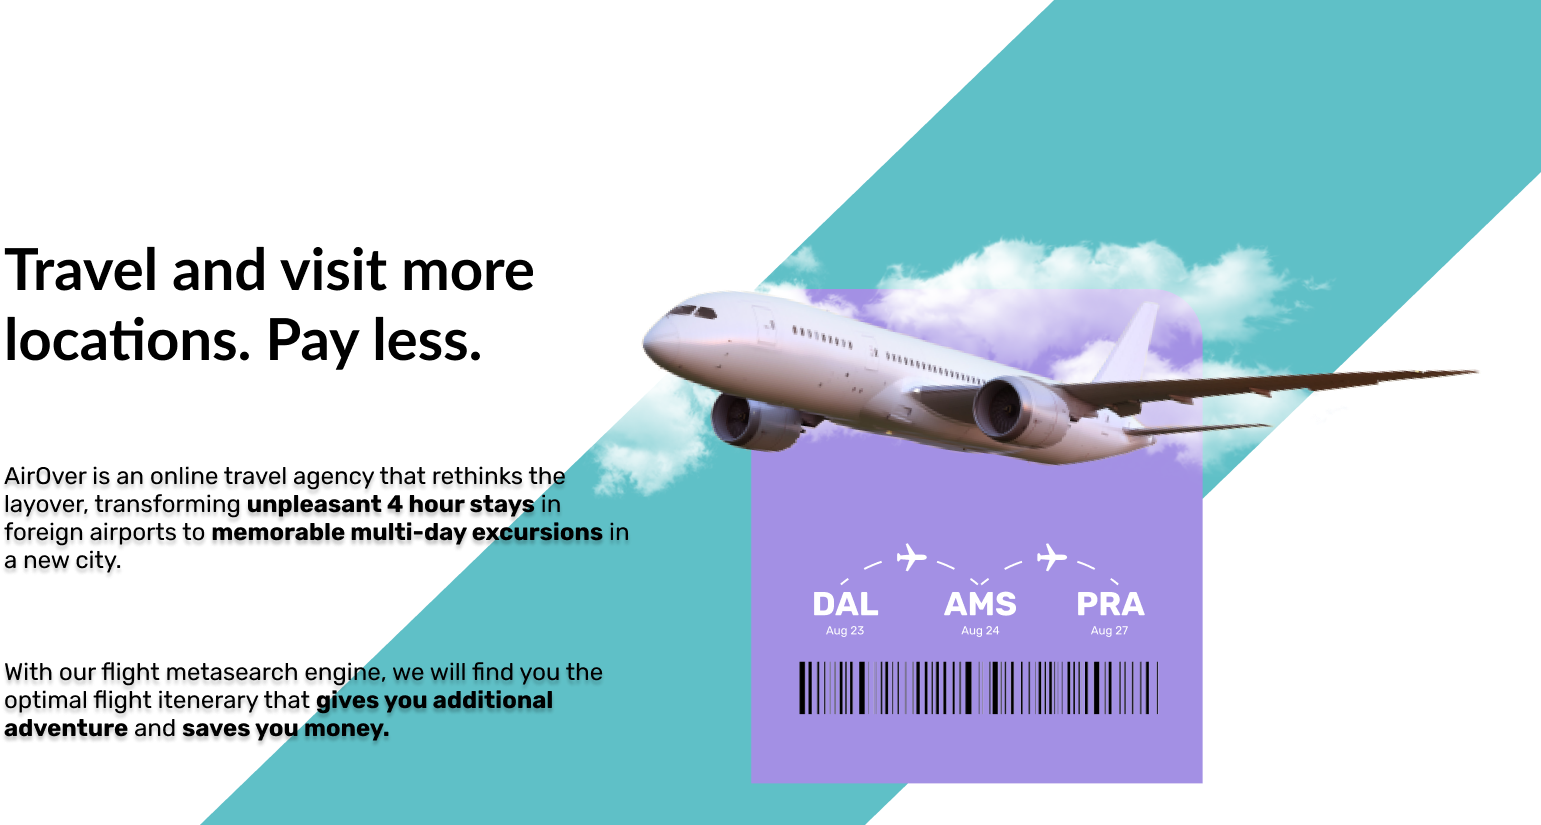 Travel and visit more
locations. Pay less.
AirOver is an online travel agency that rethinks the
layover, transforming unpleasant 4 hour stays in
foreign airports to memorable multi-day excursions in
a new city.
With our flight metasearch engine, we will find you the
optimal flight itenerary that gives you additional
adventure and saves you money.
DAL AMS PRA
Aug 23 Aug 24 Aug 27